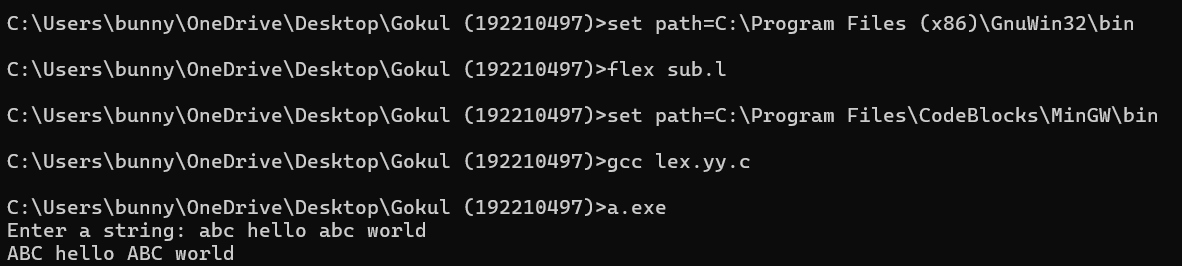 C:\Users\bunny\OneDrive\Desktop\Gokul (192210497)>set path=C:\Program Files (x86)\GnuWin32\bin
C:\Users\bunny\OneDrive\Desktop\Gokul (192210497)>flex sub.l
C:\Users\bunny\OneDrive\Desktop\Gokul (192210497)>set path=C:\Program Files\CodeBlocks\MinGW\bin
C:\Users\bunny\OneDrive\Desktop\Gokul (192210497)>gcc lex.yy.c
C:\Users\bunny\OneDrive\Desktop\Gokul (192210497)>a.exe
Enter a string: abc hello abc world
ABC hello ABC world